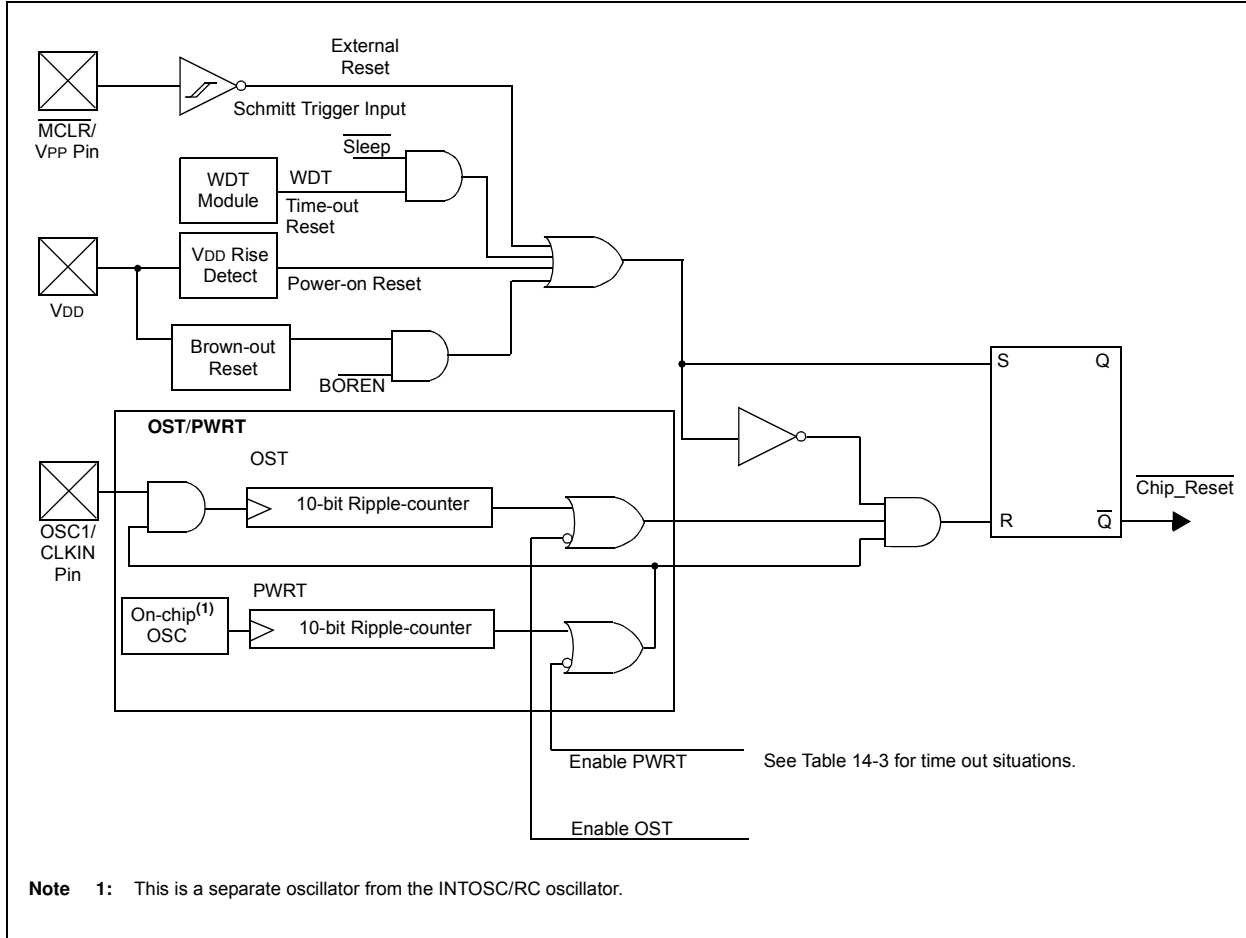 External
Reset
Schmitt Trigger Input
MCLR/
VPP Pin
Sleep
WDT
Module
WDT
Time-out
Reset
VDD Rise
Detect
Power-on Reset
VDD
Brown-out
Reset
BOREN
S
Q
OST/PWRT
OST
10-bit Ripple-counter
OSC1/
CLKIN
Pin
Chip_Reset
R
Q
PWRT
On-chip(1)
OSC
10-bit Ripple-counter
Enable PWRT
See Table 14-3 for time out situations.
Enable OST
Note 1: This is a separate oscillator from the INTOSC/RC oscillator.